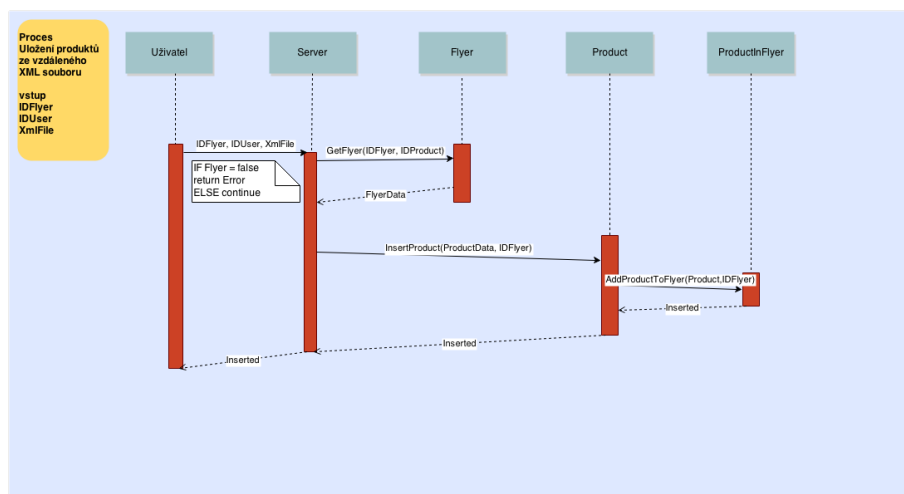 Proces
Uložení produktů
ze vzdáleného
XML souboru
vstup
IDFlyer
IDUser
XmlFile
Uživatel
Server
Flyer
Product
ProductInFlyer
IDFlyer, IDUser, XmlFile
GetFlyer(IDFlyer, IDProduct)
IF Flyer = false
return Error
ELSE continue
FlyerData
InsertProduct(ProductData, IDFlyer)
AddProductToFlyer(Product,IDFlyer)
Inserted
Inserted
Inserted